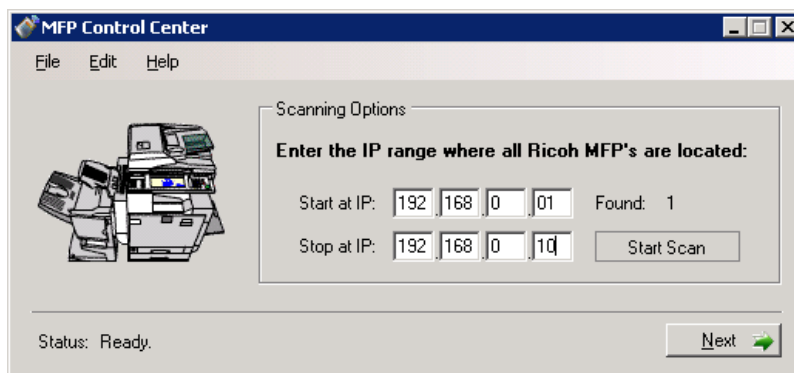 MFP Control Center
File Edit Help
Scanning Options
Enter the IP range where all Ricoh MFP's are located:
Start at IP: 192 . 168 . 0 . 01 Found: 1
Stop at IP: 192 . 168 . 0 . 10 Start Scan
Status: Ready. Next